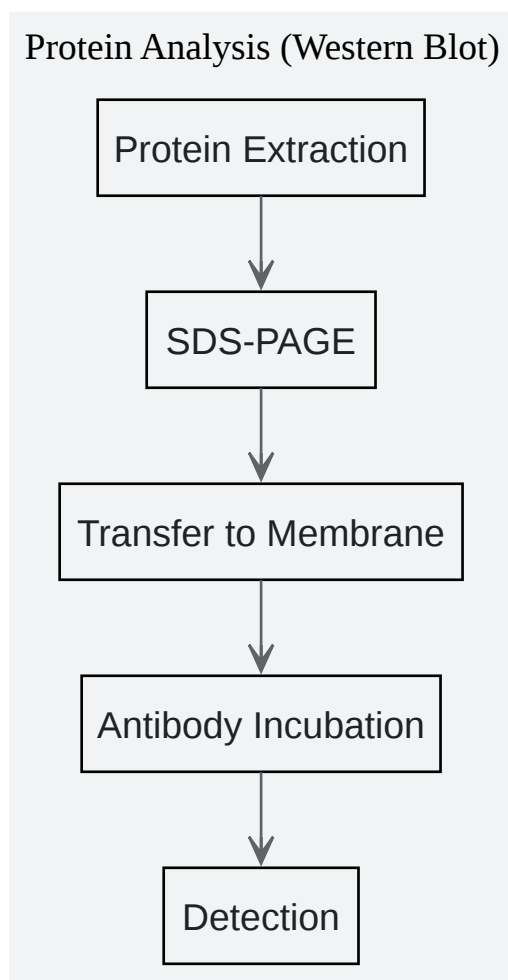 Protein Analysis (Western Blot)
Protein Extraction
SDS-PAGE
Transfer to Membrane
Antibody Incubation
Detection